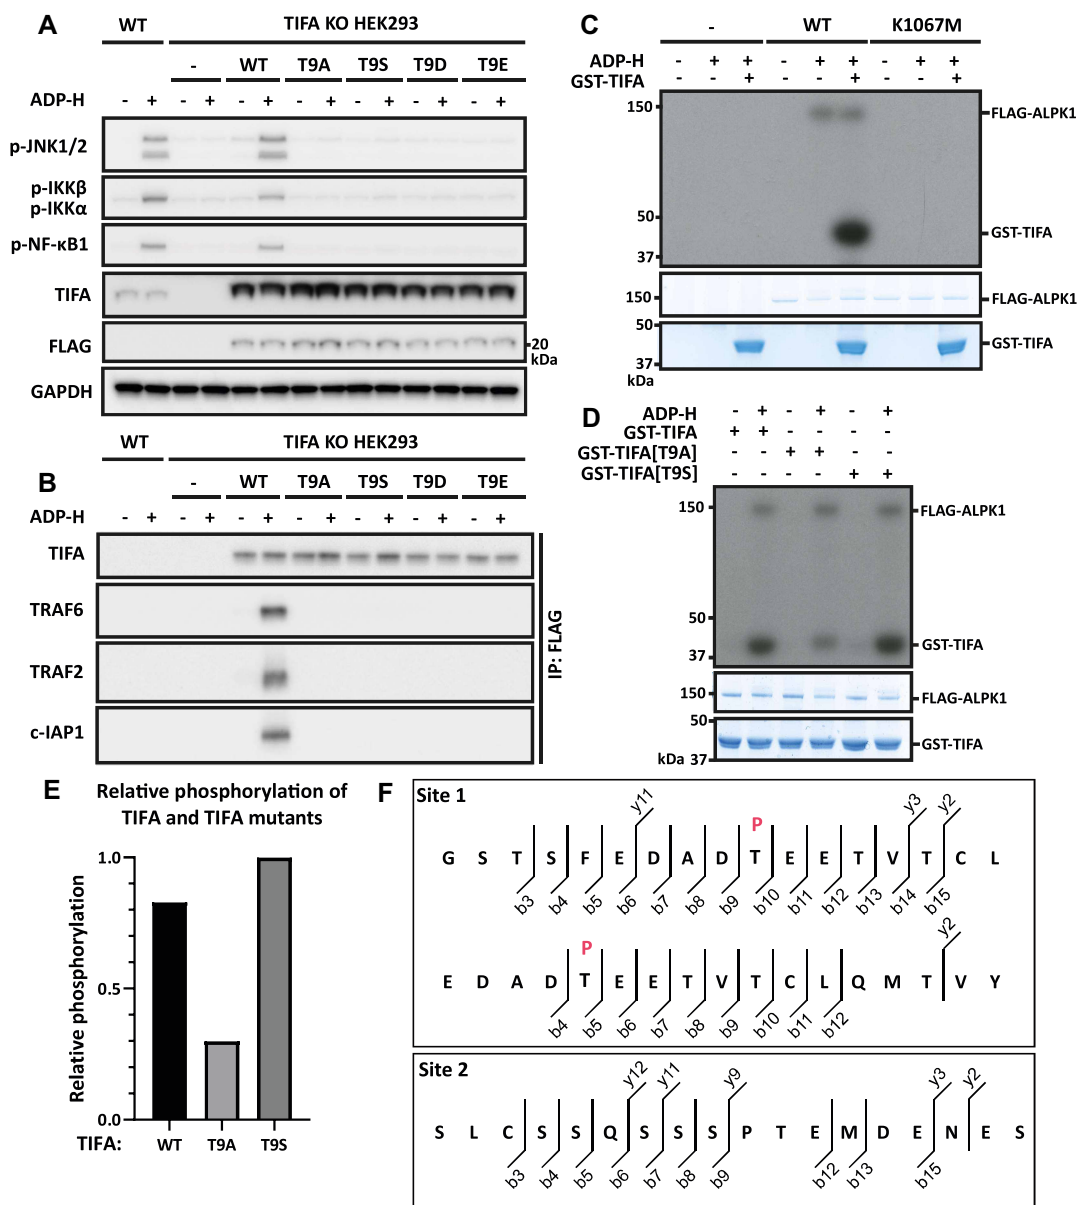 A
WT TIFA KO HEK293
- WT T9A T9S T9D T9E
ADP-H - + - + - + - + - + - + - +
p-JNK1/2
p-IKKβ
p-IKKα
p-NF-κB1
TIFA
FLAG
20
kDa
GAPDH
B
WT TIFA KO HEK293
- WT T9A T9S T9D T9E
ADP-H - + - + - + - + - + - + - +
TIFA
TRAF6
TRAF2
c-IAP1
IP: FLAG
C
- WT K1067M
ADP-H - + + - + + - + +
GST-TIFA - - + - - + - - +
150
FLAG-ALPK1
50
GST-TIFA
37
150
FLAG-ALPK1
50
GST-TIFA
37
kDa
D
ADP-H - + - + - +
GST-TIFA + + - - - -
GST-TIFA[T9A] - - + + - -
GST-TIFA[T9S] - - - - + +
150
FLAG-ALPK1
50
GST-TIFA
37
150
FLAG-ALPK1
50
GST-TIFA
kDa 37
E
Relative phosphorylation of
TIFA and TIFA mutants
Relative phosphorylation
1.0
0.5
0.0
TIFA: WT T9A T9S
F
Site 1
y11 y3 y2
P
G S T S F E D A D T E E T V T C L
b3 b4 b5 b6 b7 b8 b9 b10 b11 b12 b13 b14 b15
y2
P
E D A D T E E T V T C L Q M T V Y
b4 b5 b6 b7 b8 b9 b10 b11 b12
Site 2
y12 y11 y9 y3 y2
S L C S S Q S S S P T E M D E N E S
b3 b4 b5 b6 b7 b8 b9 b12 b13 b15